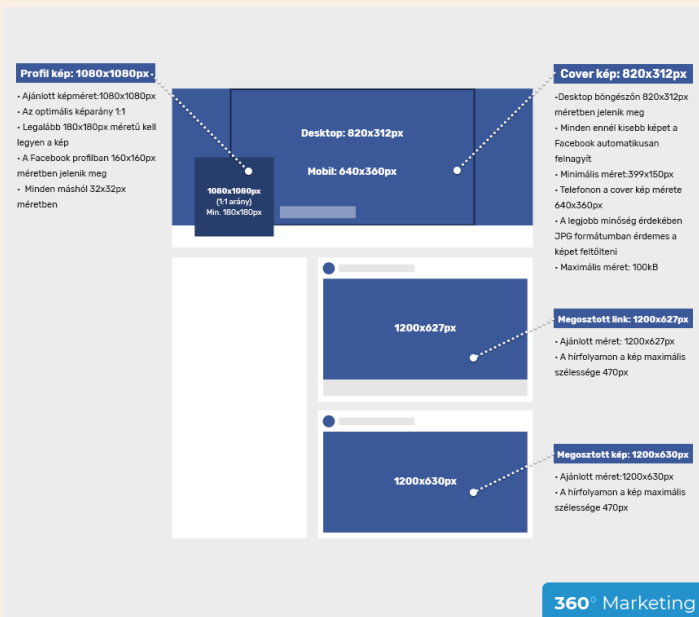 Profil kép: 1080x1080px
• Ajánlott képméret:1080x1080px
• Az optimális képarány 1:1
• Legalább 180x180px méretű kell
legyen a kép
• A Facebook profilban 160x160px
méretben jelenik meg
• Minden máshól 32x32px
méretben
Desktop: 820x312px
Mobil: 640x360px
1080x1080px
(1:1 arány)
Min. 180x180px
Cover kép: 820x312px
•Desktop böngészőn 820x312px
méretben jelenik meg
• Minden ennél kisebb képet a
Facebook automatikusan
felnagyít
• Minimális méret:399x150px
• Telefonon a cover kép mérete
640x360px
• A legjobb minőség érdekében
JPG formátumban érdemes a
képet feltölteni
• Maximális méret: 100kB
1200x627px
Megosztott link: 1200x627px
• Ajánlott méret: 1200x627px
• A hírfolyamon a kép maximális
szélessége 470px
1200x630px
Megosztott kép: 1200x630px
• Ajánlott méret:1200x630px
• A hírfolyamon a kép maximális
szélessége 470px
360° Marketing